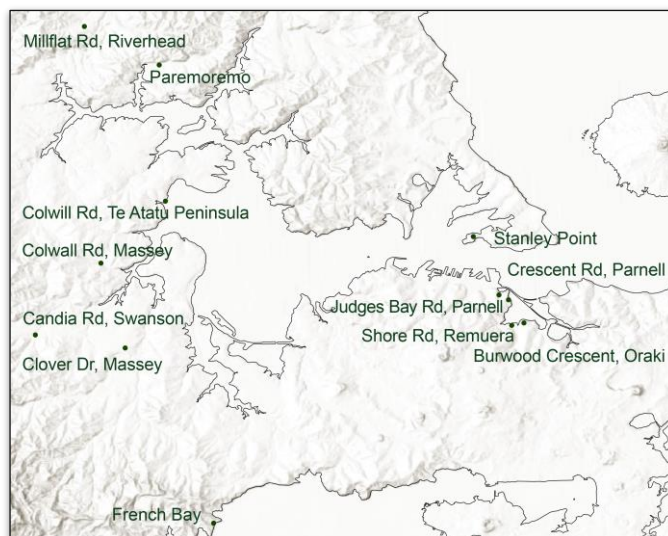 Millflat Rd, Riverhead
Paremoremo
Colwill Rd, Te Atatu Peninsula
Stanley Point
Colwall Rd, Massey
Crescent Rd, Parnell
Judges Bay Rd, Parnell
Candia Rd, Swanson
Shore Rd, Remuera
Clover Dr, Massey
Burwood Crescent, Oraki
French Bay